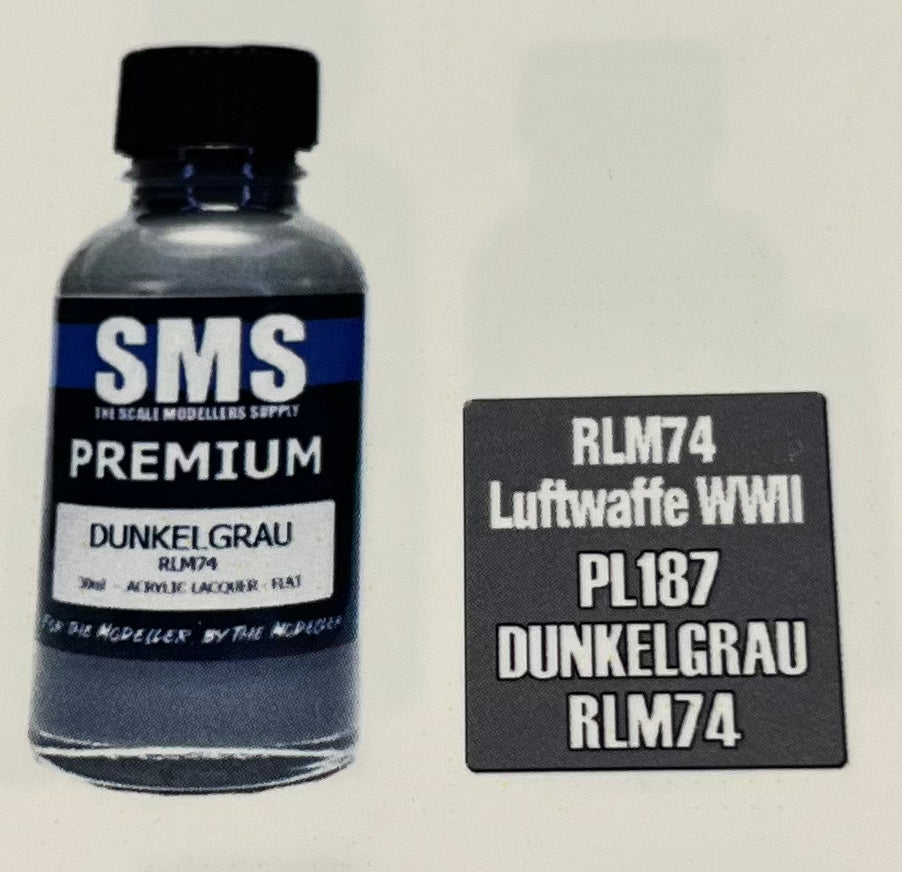 SMS
THE SCALE MODELLERS SUPPLY
PREMIUM
DUNKELGRAU
RLM74
30ml - ACRYLIC LACQUER - FLAT
FOR THE MODELLER BY THE MODELLER
RLM74
Luftwaffe WWII
PL187
DUNKELGRAU
RLM74